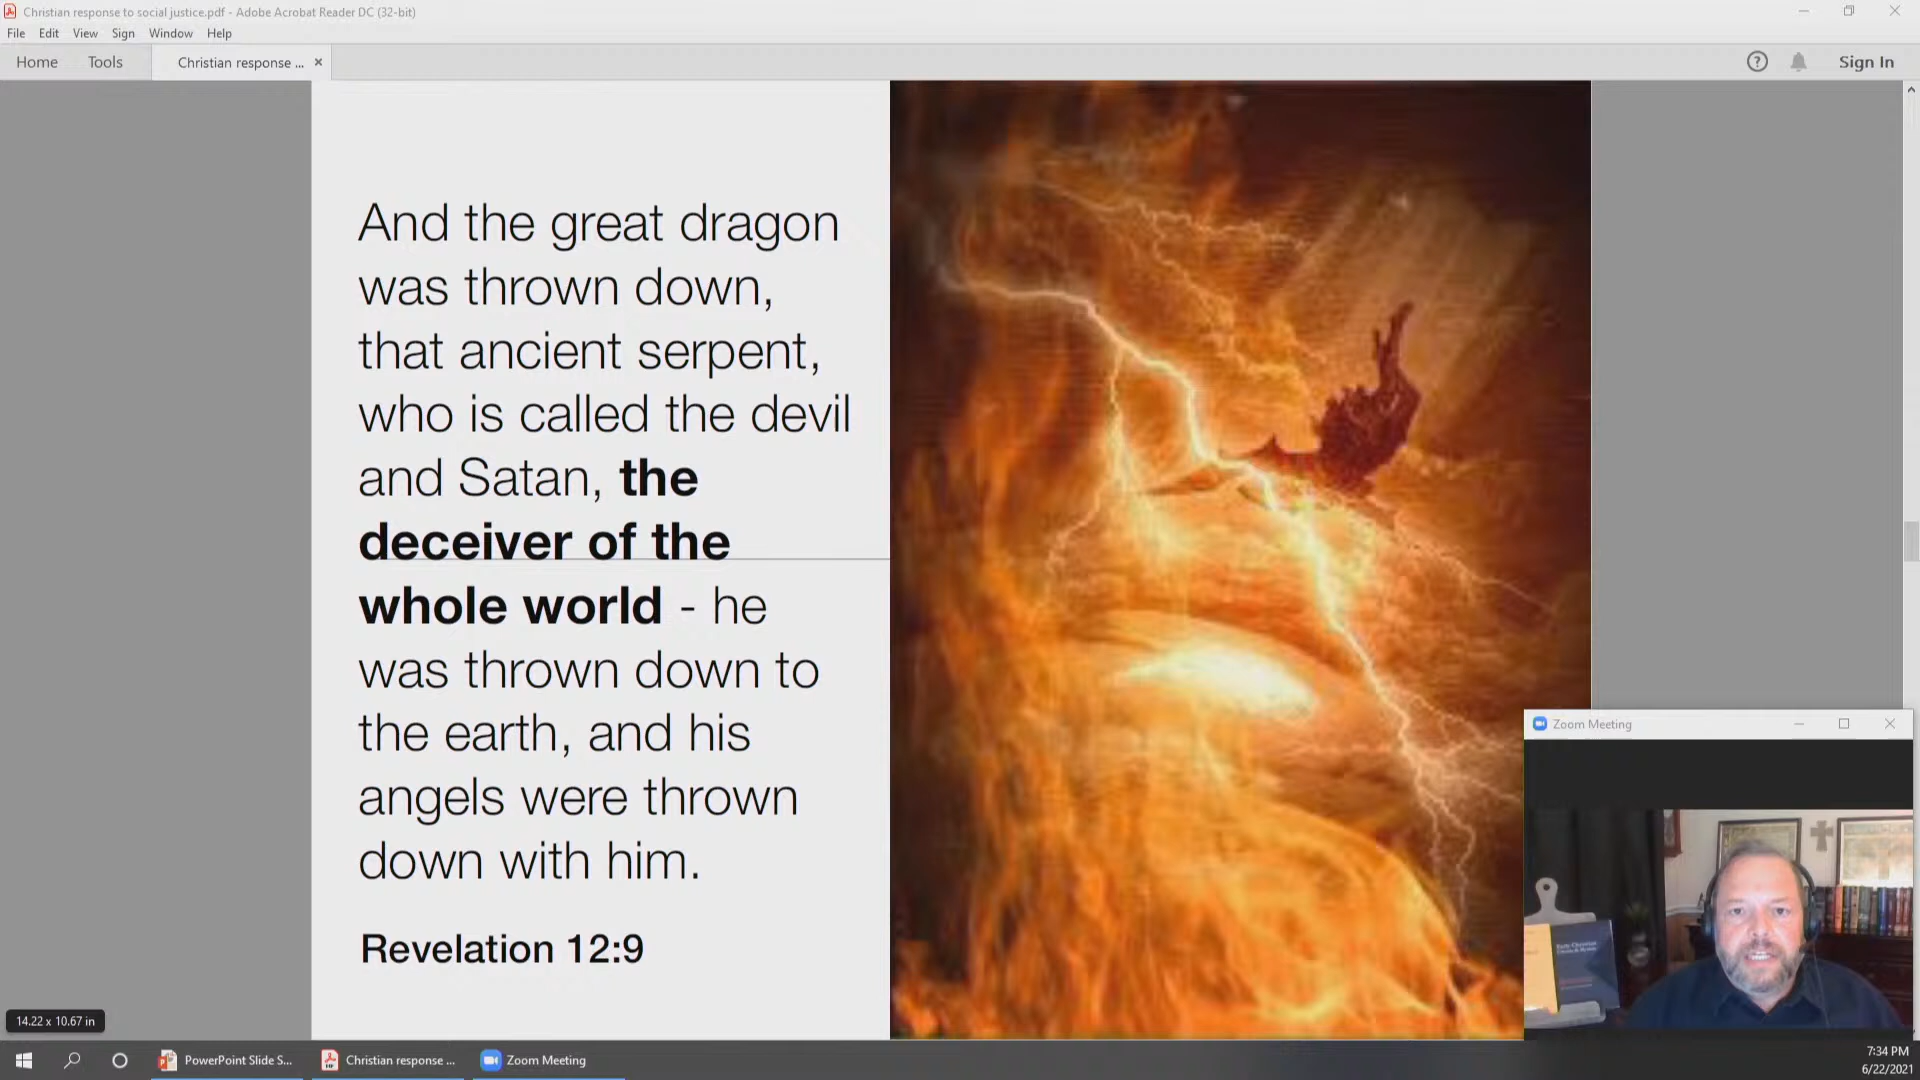 Christian response to social justice.pdf - Adobe Acrobat Reader DC (32-bit)
File Edit View Sign Window Help
Home Tools Christian response ... ×
? Sign In
And the great dragon
was thrown down,
that ancient serpent,
who is called the devil
and Satan, the
deceiver of the
whole world - he
was thrown down to
the earth, and his
angels were thrown
down with him.
Revelation 12:9
Zoom Meeting
14.22 x 10.67 in
PowerPoint Slide S... Christian response ... Zoom Meeting
7:34 PM
6/22/2021